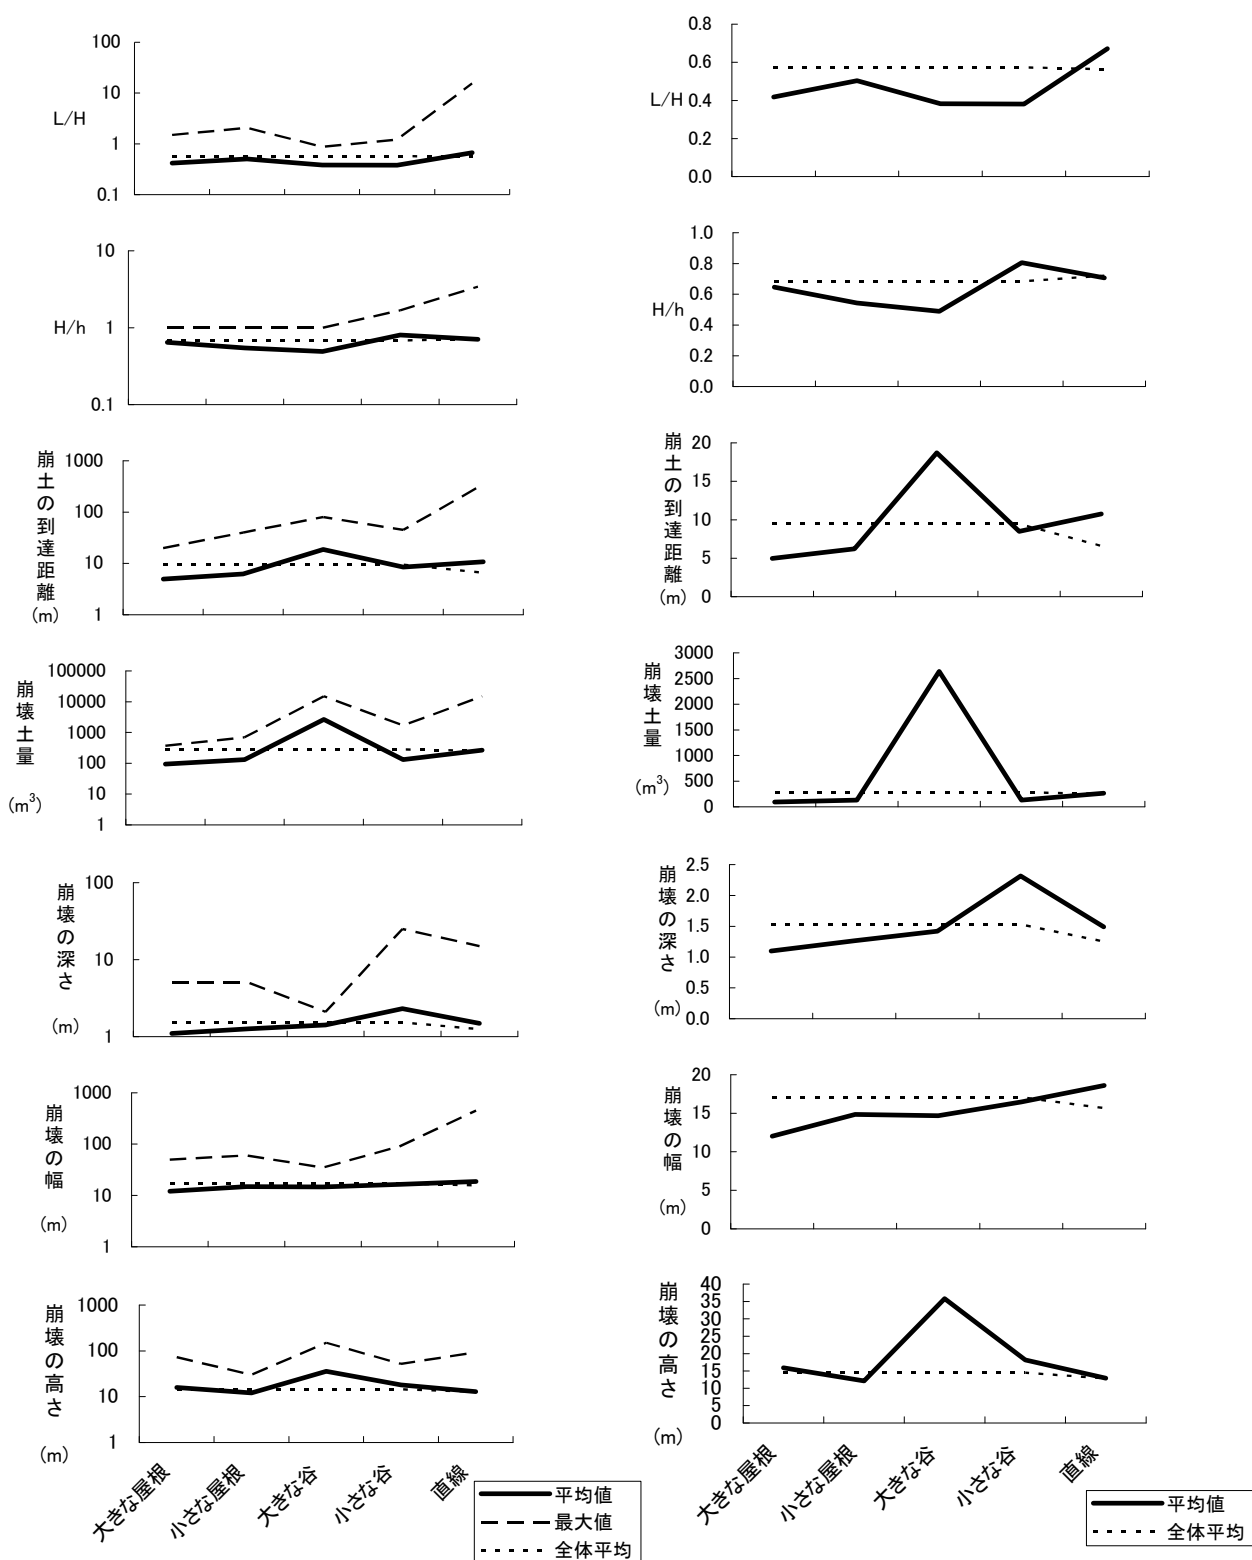 100
10
L/H
1
0.1
10
H/h
1
0.1
崩土の到達距離
(m)
1000
100
10
1
崩壊土量
(m³)
100000
10000
1000
100
10
1
崩壊の深さ
(m)
100
10
1
崩壊の幅
(m)
1000
100
10
1
崩壊の高さ
(m)
1000
100
10
1
大きな屋根
小さな屋根
大きな谷
小さな谷
直線
平均値
最大値
全体平均
0.8
0.6
L/H
0.4
0.2
0.0
1.0
0.8
0.6
H/h
0.4
0.2
0.0
崩土の到達距離
(m)
20
15
10
5
0
崩壊土量
(m³)
3000
2500
2000
1500
1000
500
0
崩壊の深さ
(m)
2.5
2.0
1.5
1.0
0.5
0.0
崩壊の幅
(m)
20
15
10
5
0
崩壊の高さ
(m)
40
35
30
25
20
15
10
5
0
大きな屋根
小さな屋根
大きな谷
小さな谷
直線
平均値
全体平均